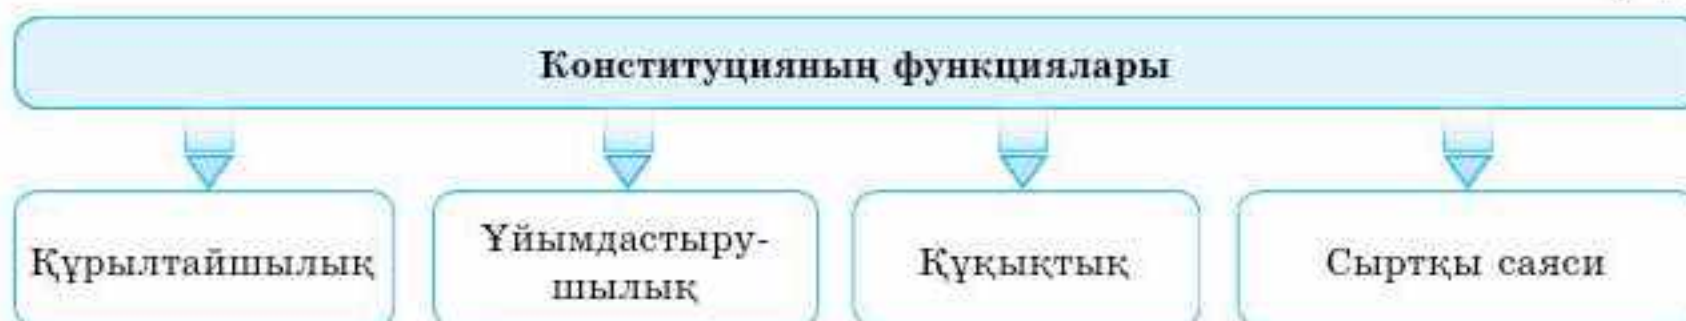 Конституцияның функциялары
Құрылтайшылық
Ұйымдастыру-
шылық
Құқықтық
Сыртқы саяси